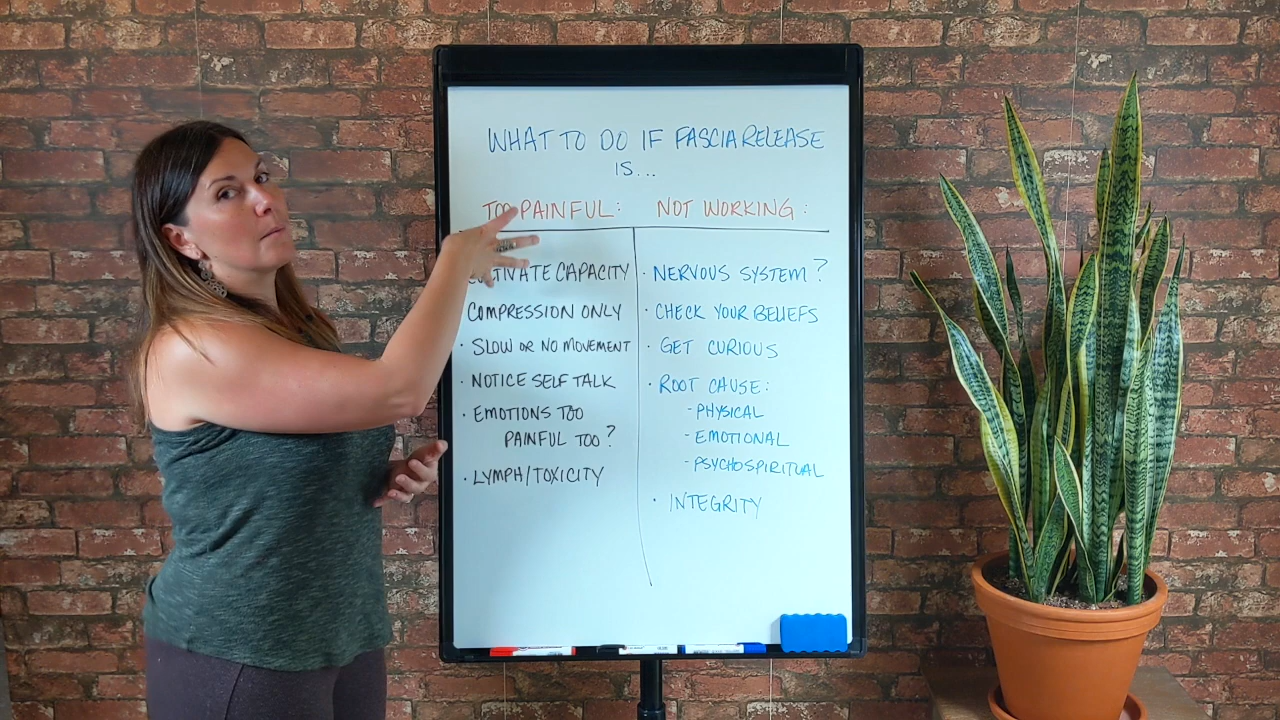 WHAT TO DO IF FASCIA RELEASE
IS...
TOO PAINFUL:
CULTIVATE CAPACITY
COMPRESSION ONLY
· SLOW OR NO MOVEMENT
· NOTICE SELF TALK
· EMOTIONS TOO
PAINFUL TOO?
· LYMPH/TOXICITY
NOT WORKING:
· NERVOUS SYSTEM?
· CHECK YOUR BELIEFS
· GET CURIOUS
· ROOT CAUSE:
- PHYSICAL
- EMOTIONAL
- PSYCHOSPIRITUAL
· INTEGRITY